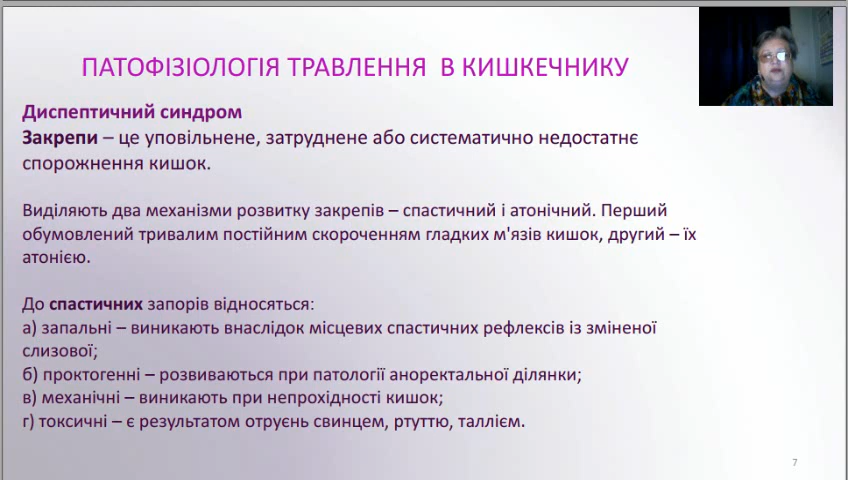 ПАТОФІЗІОЛОГІЯ ТРАВЛЕННЯ В КИШКЕЧНИКУ
Диспептичний синдром
Закрепи – це уповільнене, затруднене або систематично недостатнє
спорожнення кишок.
Виділяють два механізми розвитку закрепів – спастичний і атонічний. Перший
обумовлений тривалим постійним скороченням гладких м'язів кишок, другий – їх
атонією.
До спастичних запорів відносяться:
а) запальні – виникають внаслідок місцевих спастичних рефлексів із зміненої
слизової;
б) проктогенні – розвиваються при патології аноректальної ділянки;
в) механічні – виникають при непрохідності кишок;
г) токсичні – є результатом отруєнь свинцем, ртуттю, таллієм.
7